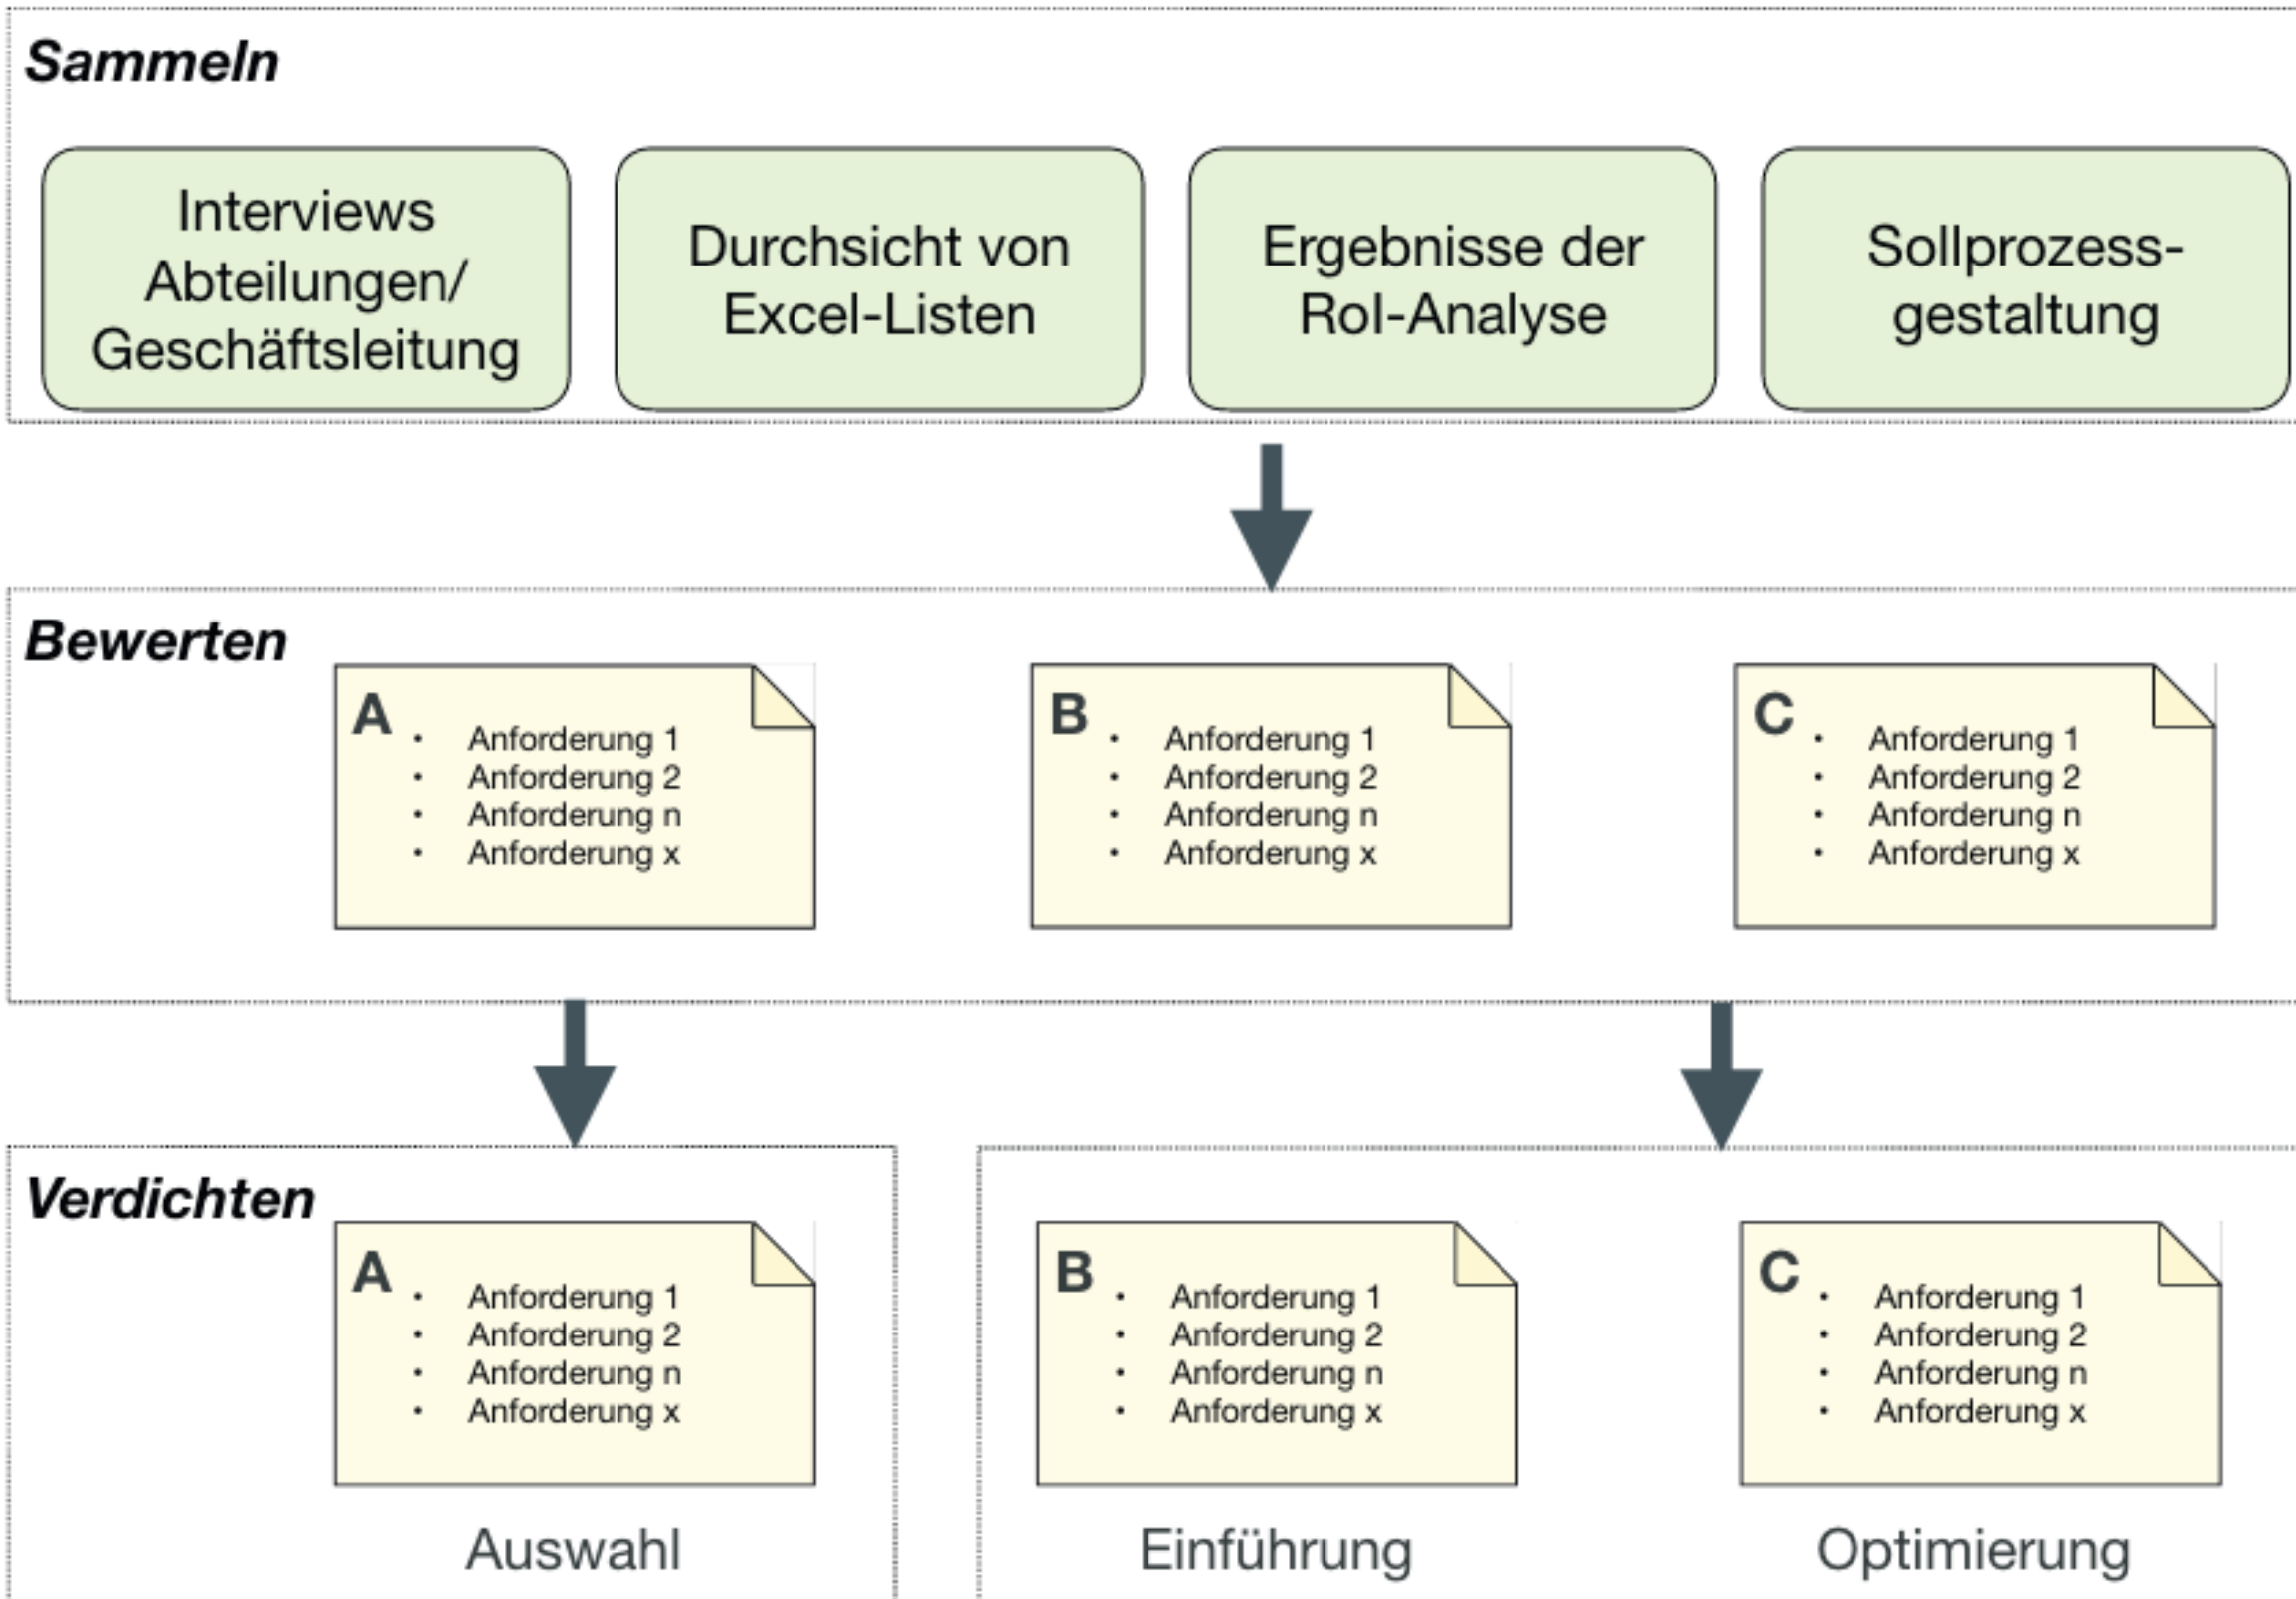 Sammeln
Interviews
Abteilungen/
Geschäftsleitung
Durchsicht von
Excel-Listen
Ergebnisse der
RoI-Analyse
Sollprozess-
gestaltung
Bewerten
A
• Anforderung 1
• Anforderung 2
• Anforderung n
• Anforderung x
B
• Anforderung 1
• Anforderung 2
• Anforderung n
• Anforderung x
C
• Anforderung 1
• Anforderung 2
• Anforderung n
• Anforderung x
Verdichten
A
• Anforderung 1
• Anforderung 2
• Anforderung n
• Anforderung x
Auswahl
B
• Anforderung 1
• Anforderung 2
• Anforderung n
• Anforderung x
Einführung
C
• Anforderung 1
• Anforderung 2
• Anforderung n
• Anforderung x
Optimierung